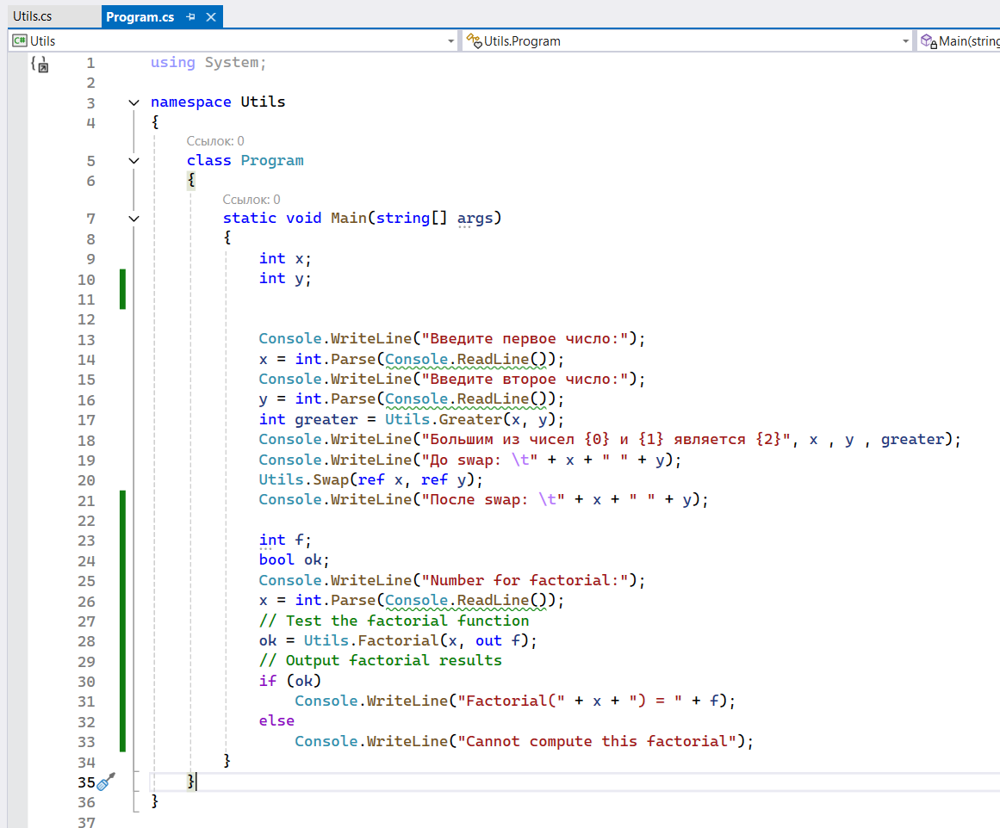 Utils.cs Program.cs
Utils Utils.Program Main(string
1 using System;
2
3 namespace Utils
4 {
Ссылок: 0
5 class Program
6 {
Ссылок: 0
7 static void Main(string[] args)
8 {
9 int x;
10 int y;
11
12
13 Console.WriteLine("Введите первое число:");
14 x = int.Parse(Console.ReadLine());
15 Console.WriteLine("Введите второе число:");
16 y = int.Parse(Console.ReadLine());
17 int greater = Utils.Greater(x, y);
18 Console.WriteLine("Большим из чисел {0} и {1} является {2}", x , y , greater);
19 Console.WriteLine("До swap: \t" + x + " " + y);
20 Utils.Swap(ref x, ref y);
21 Console.WriteLine("После swap: \t" + x + " " + y);
22
23 int f;
24 bool ok;
25 Console.WriteLine("Number for factorial:");
26 x = int.Parse(Console.ReadLine());
27 // Test the factorial function
28 ok = Utils.Factorial(x, out f);
29 // Output factorial results
30 if (ok)
31 Console.WriteLine("Factorial(" + x + ") = " + f);
32 else
33 Console.WriteLine("Cannot compute this factorial");
34 }
35 }
36 }
37